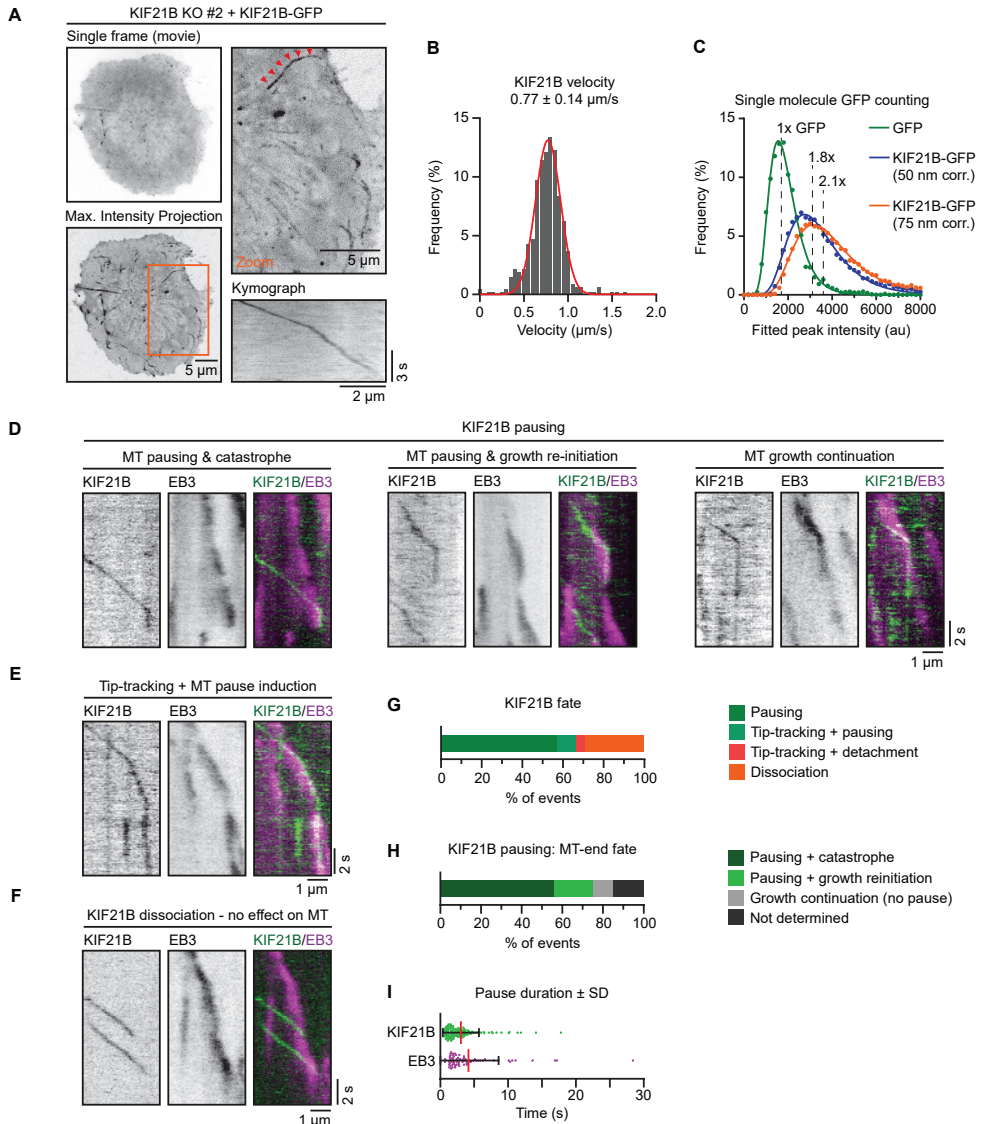 A
KIF21B KO #2 + KIF21B-GFP
Single frame (movie)
Max. Intensity Projection
5 µm
Zoom
5 µm
Kymograph
3 s
2 µm
B
KIF21B velocity
0.77 ± 0.14 µm/s
Frequency (%)
15
10
5
0
0
0.5
1.0
1.5
2.0
Velocity (µm/s)
C
Single molecule GFP counting
Frequency (%)
15
10
5
0
1x GFP
1.8x
2.1x
GFP
KIF21B-GFP
(50 nm corr.)
KIF21B-GFP
(75 nm corr.)
0
2000
4000
6000
8000
Fitted peak intensity (au)
D
KIF21B pausing
MT pausing & catastrophe
KIF21B
EB3
KIF21B/EB3
MT pausing & growth re-initiation
KIF21B
EB3
KIF21B/EB3
MT growth continuation
KIF21B
EB3
KIF21B/EB3
2 s
1 µm
E
Tip-tracking + MT pause induction
KIF21B
EB3
KIF21B/EB3
2 s
1 µm
F
KIF21B dissociation - no effect on MT
KIF21B
EB3
KIF21B/EB3
2 s
1 µm
G
KIF21B fate
0
20
40
60
80
100
% of events
Pausing
Tip-tracking + pausing
Tip-tracking + detachment
Dissociation
H
KIF21B pausing: MT-end fate
0
20
40
60
80
100
% of events
Pausing + catastrophe
Pausing + growth reinitiation
Growth continuation (no pause)
Not determined
I
Pause duration ± SD
KIF21B
EB3
0
10
20
30
Time (s)